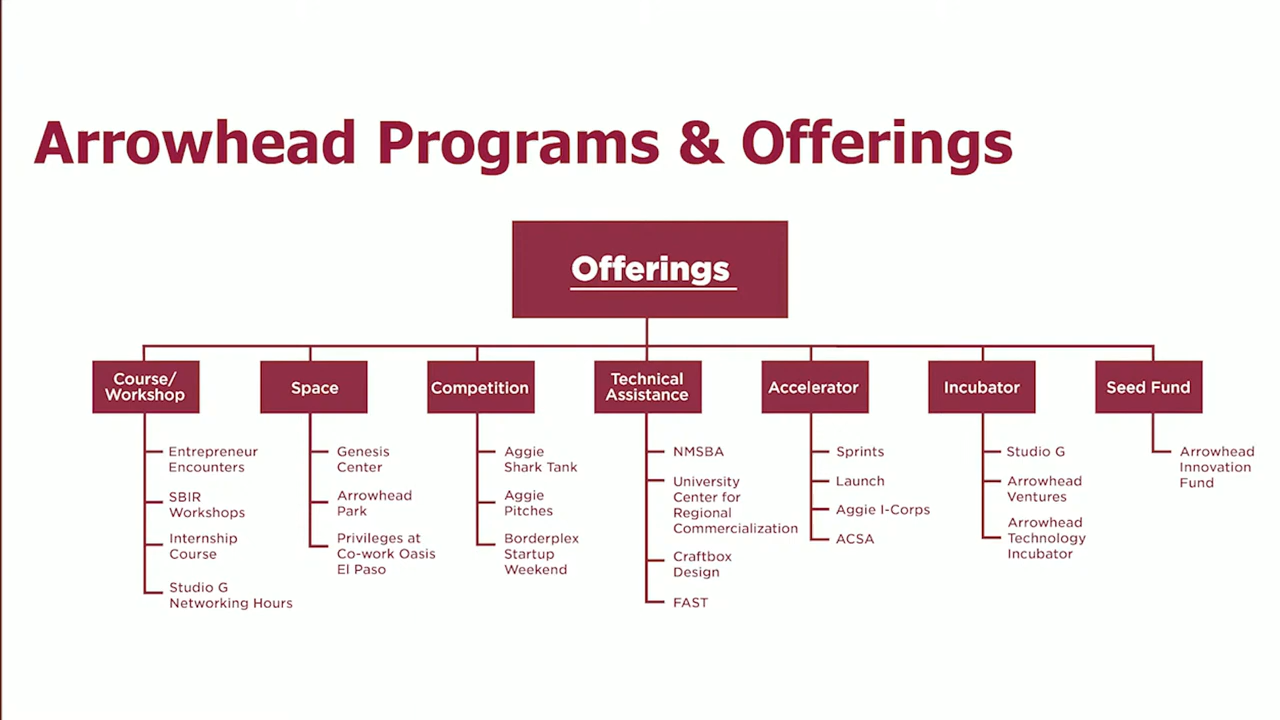 Arrowhead Programs & Offerings
Offerings
Course/
Workshop
Entrepreneur
Encounters
SBIR
Workshops
Internship
Course
Studio G
Networking Hours
Space
Genesis
Center
Arrowhead
Park
Privileges at
Co-work Oasis
El Paso
Competition
Aggie
Shark Tank
Aggie
Pitches
Borderplex
Startup
Weekend
Technical
Assistance
NMSBA
University
Center for
Regional
Commercialization
Craftbox
Design
FAST
Accelerator
Sprints
Launch
Aggie I-Corps
ACSA
Incubator
Studio G
Arrowhead
Ventures
Arrowhead
Technology
Incubator
Seed Fund
Arrowhead
Innovation
Fund